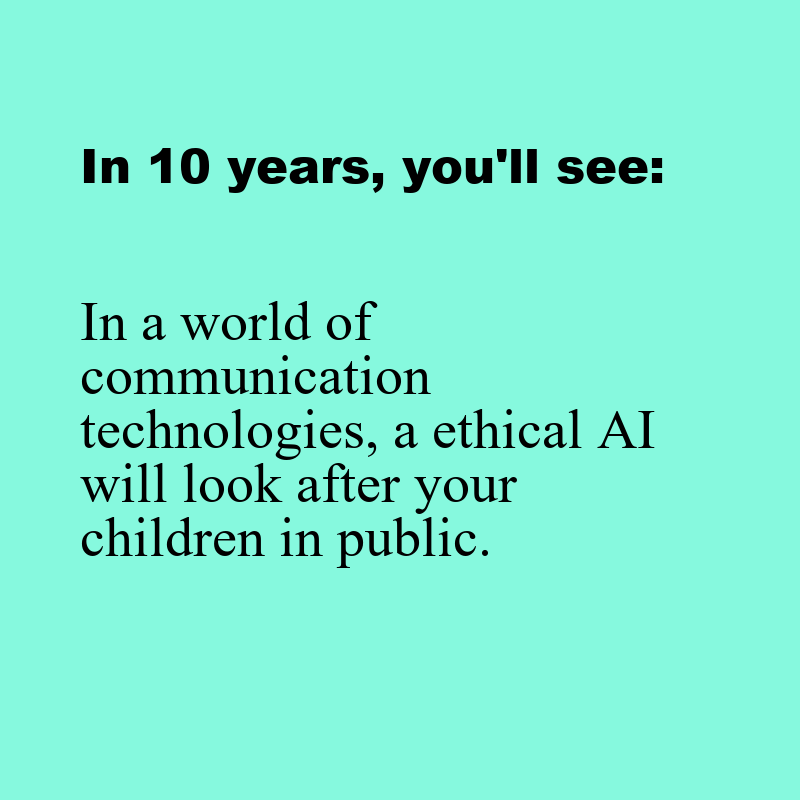 In 10 years, you'll see:
In a world of
communication
technologies, a ethical AI
will look after your
children in public.